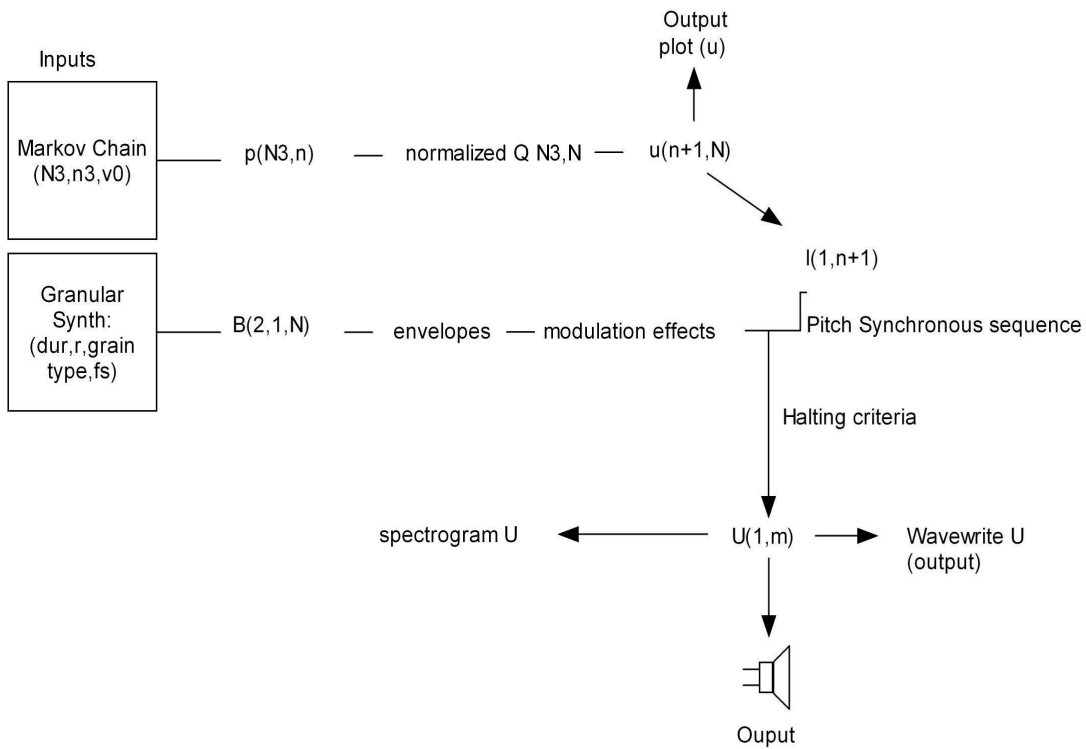 Output
plot (u)
Inputs
Markov Chain
(N3,n3,v0)
p(N3,n)
normalized Q N3,N
u(n+1,N)
I(1,n+1)
Granular
Synth:
(dur,r,grain
type,fs)
B(2,1,N)
envelopes
modulation effects
Pitch Synchronous sequence
Halting criteria
spectrogram U
U(1,m)
Wavewrite U
(output)
Ouput